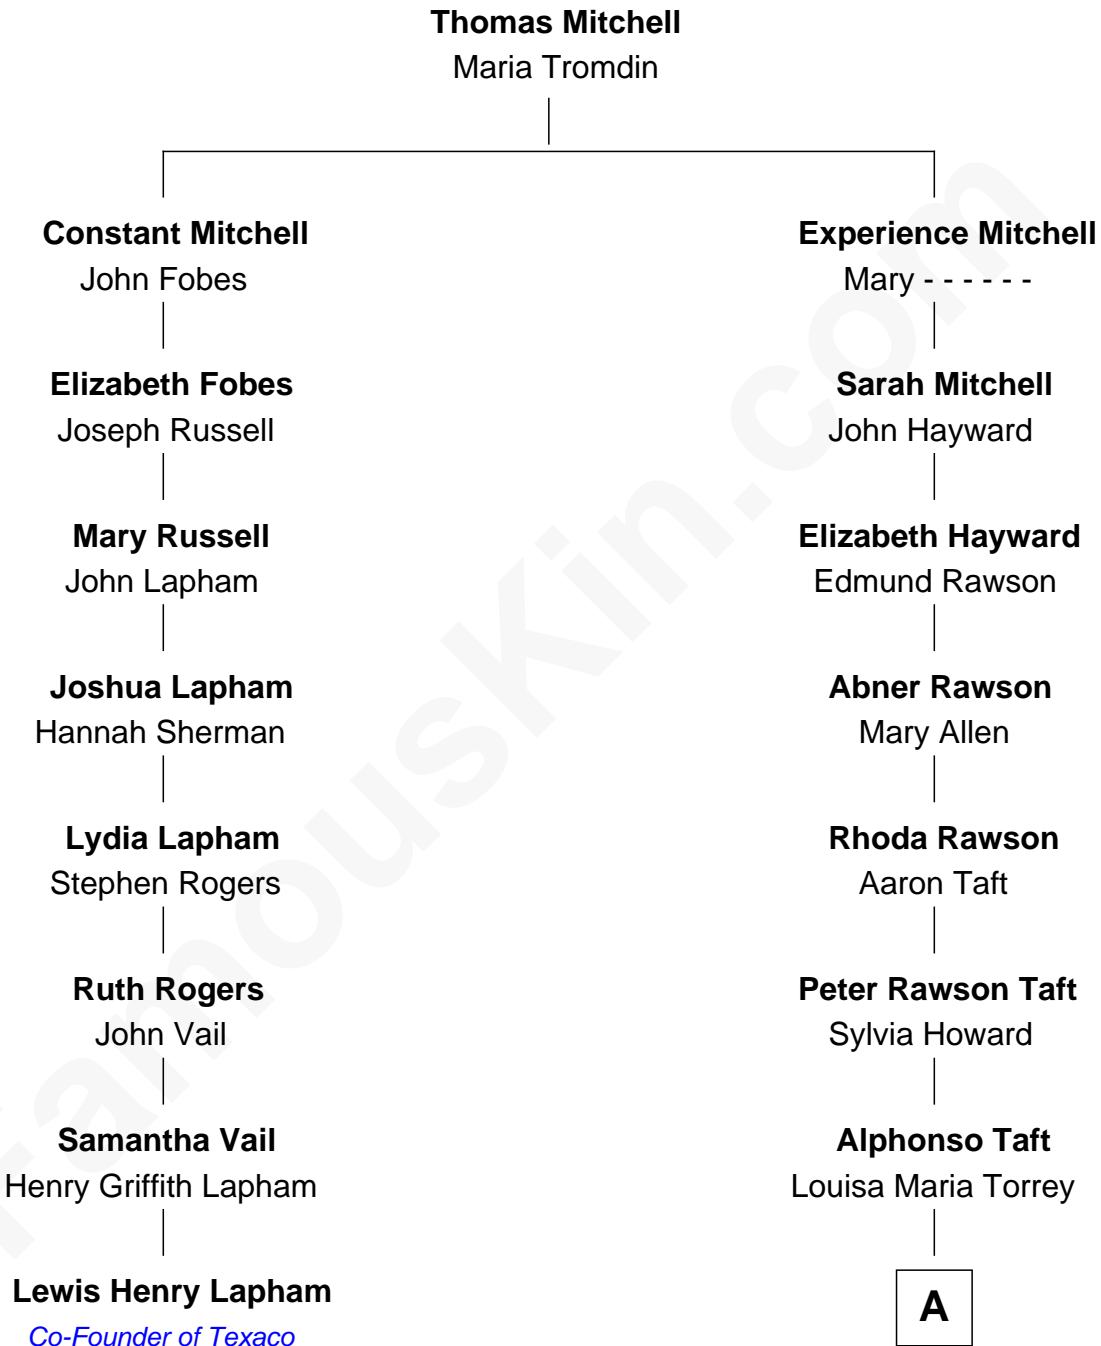 Thomas Mitchell
Maria Tromdin
Constant Mitchell
John Fobes
Experience Mitchell
Mary - - - - - -
Elizabeth Fobes
Joseph Russell
Sarah Mitchell
John Hayward
Mary Russell
John Lapham
Elizabeth Hayward
Edmund Rawson
Joshua Lapham
Hannah Sherman
Abner Rawson
Mary Allen
Lydia Lapham
Stephen Rogers
Rhoda Rawson
Aaron Taft
Ruth Rogers
John Vail
Peter Rawson Taft
Sylvia Howard
Samantha Vail
Henry Griffith Lapham
Alphonso Taft
Louisa Maria Torrey
Lewis Henry Lapham
Co-Founder of Texaco
A
FamousKin.com